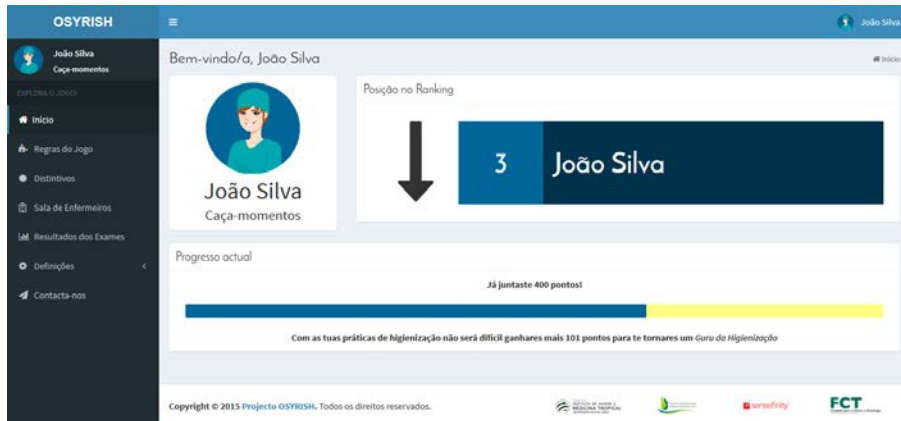 OSYRISH
João Silva
João Silva
Caça-momentos
EXPLORA O JOGO!
Início
Regras do Jogo
Distintivos
Sala de Enfermeiros
Resultados dos Exames
Definições
Contacta-nos
Bem-vindo/a, João Silva
Início
João Silva
Caça-momentos
Posição no Ranking
3 João Silva
Progresso actual
Já juntaste 400 pontos!
Com as tuas práticas de higienização não será difícil ganhares mais 101 pontos para te tornares um Guru da Higienização
Copyright © 2015 Projecto OSYRISH. Todos os direitos reservados.
MEDICINA TROPICAL
sensefinity
FCT